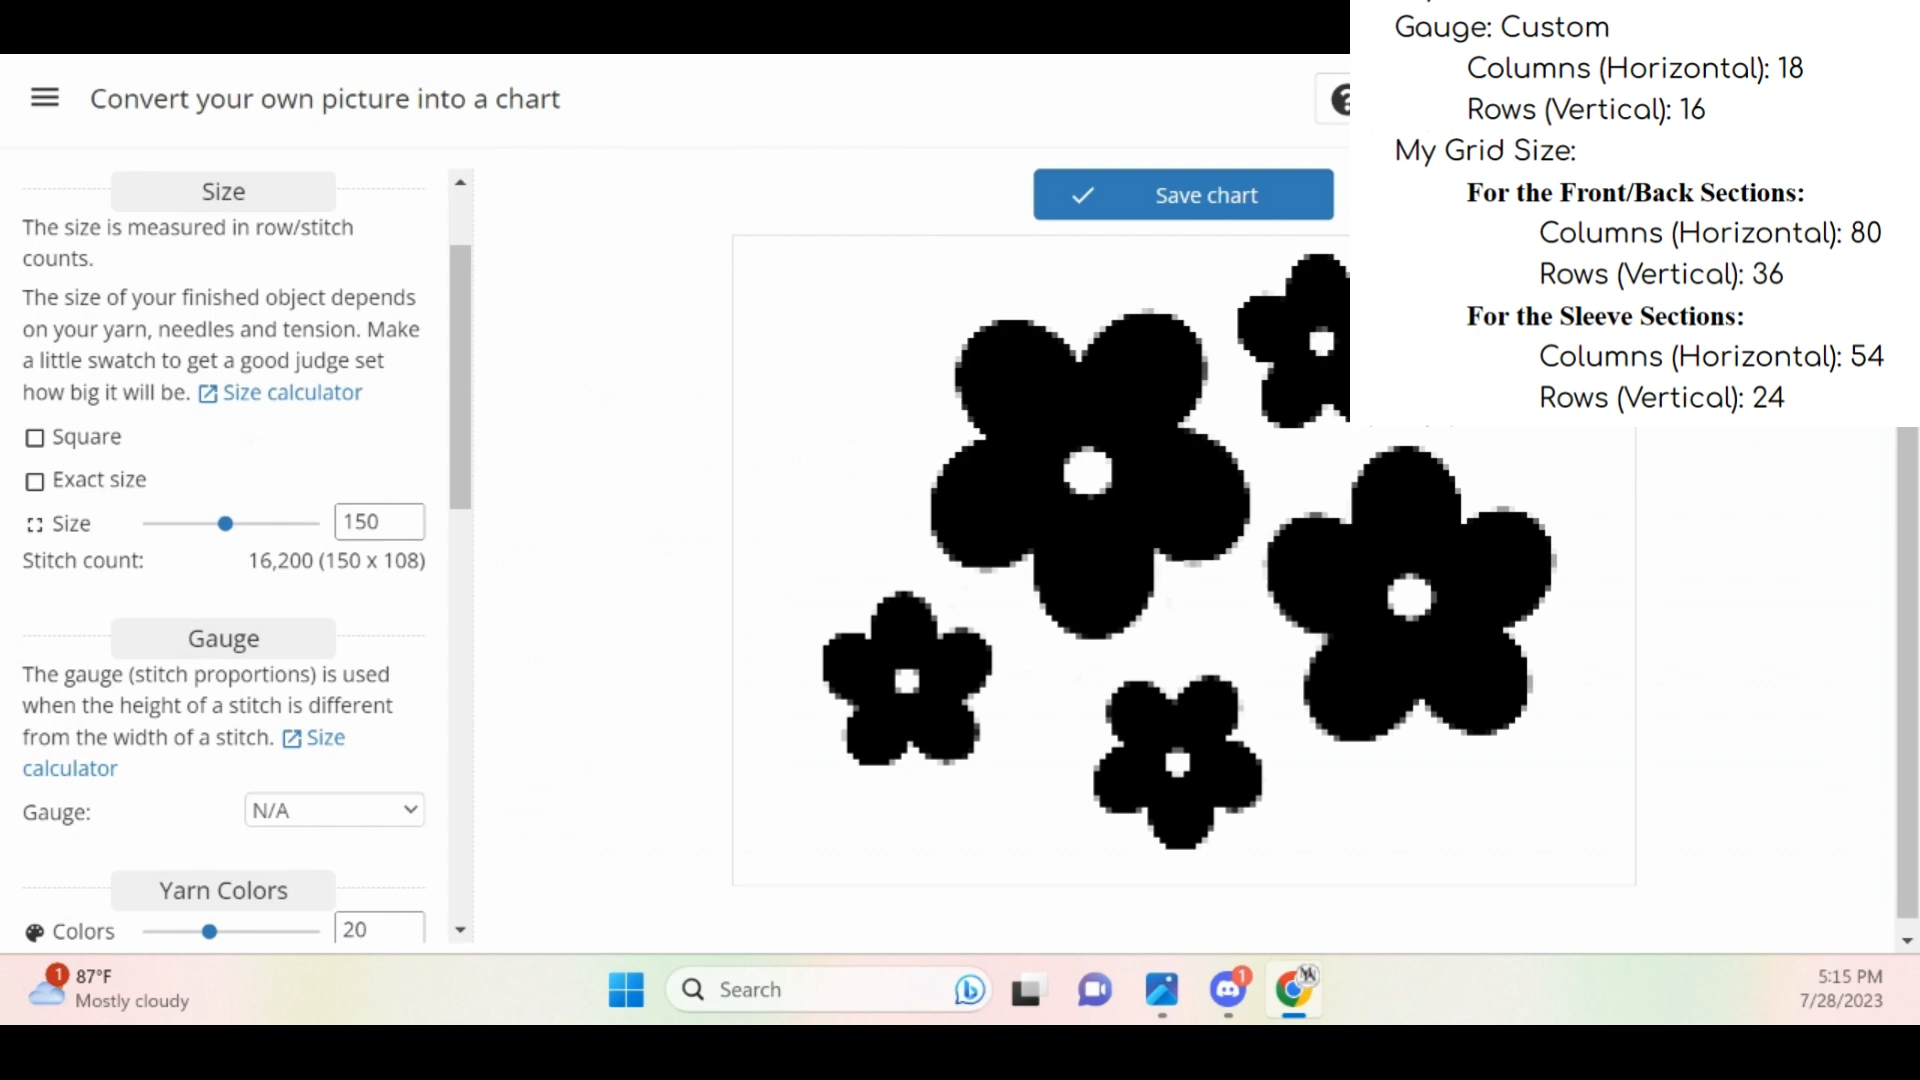 Convert your own picture into a chart
Size
The size is measured in row/stitch
counts.
The size of your finished object depends
on your yarn, needles and tension. Make
a little swatch to get a good judge set
how big it will be. Size calculator
Square
Exact size
Size 150
Stitch count: 16,200 (150 x 108)
Gauge
The gauge (stitch proportions) is used
when the height of a stitch is different
from the width of a stitch. Size
calculator
Gauge: N/A
Yarn Colors
Colors 20
Save chart
Gauge: Custom
Columns (Horizontal): 18
Rows (Vertical): 16
My Grid Size:
For the Front/Back Sections:
Columns (Horizontal): 80
Rows (Vertical): 36
For the Sleeve Sections:
Columns (Horizontal): 54
Rows (Vertical): 24
1
87°F
Mostly cloudy
Search
1
5:15 PM
7/28/2023